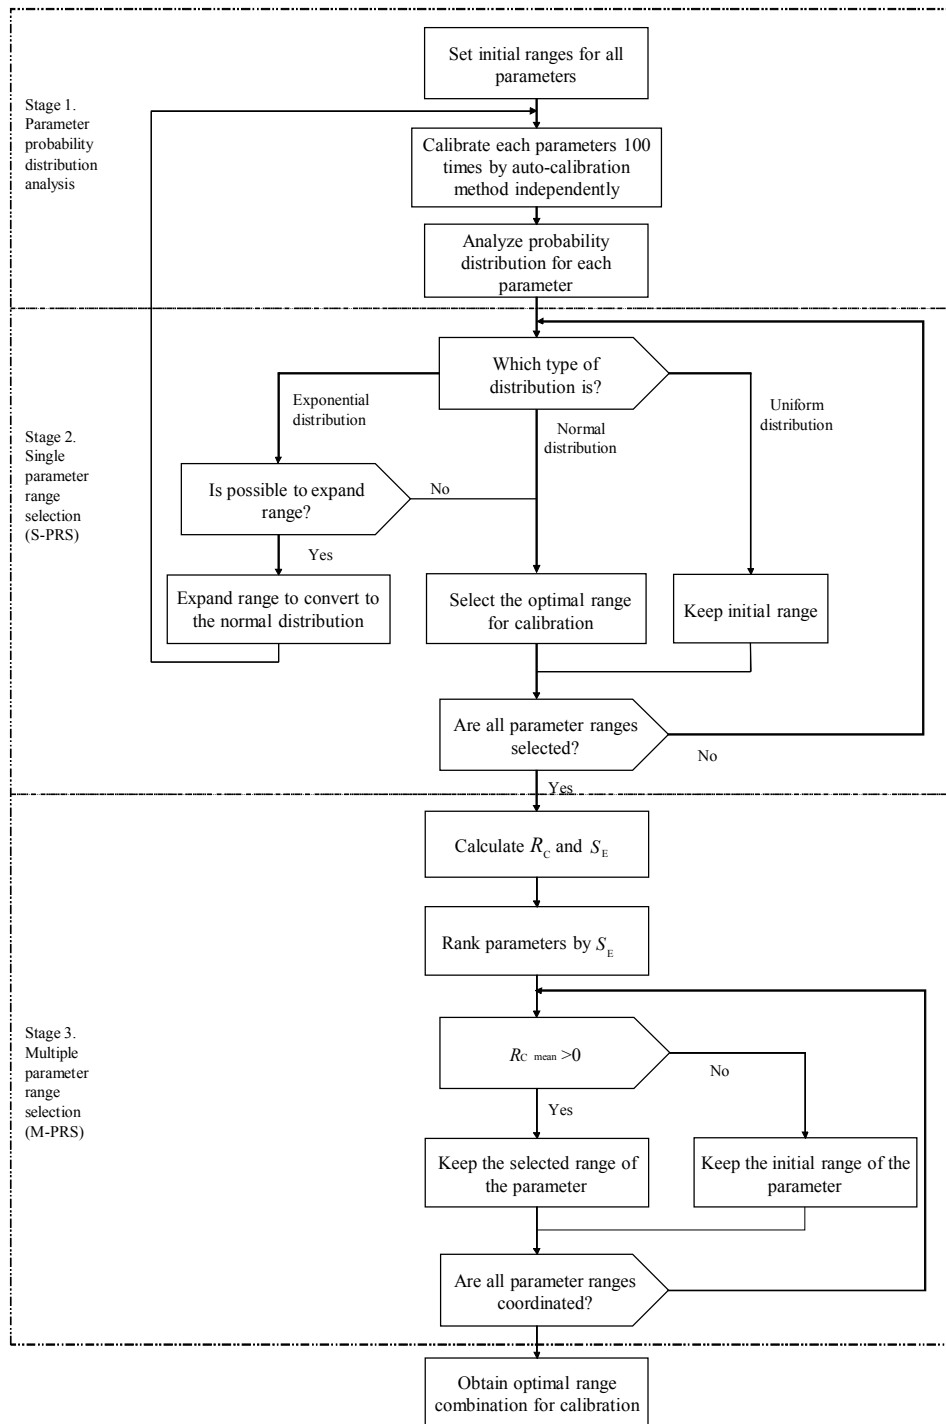 Set initial ranges for all
parameters
Stage 1.
Parameter
probability
distribution
analysis
Calibrate each parameters 100
times by auto-calibration
method independently
Analyze probability
distribution for each
parameter
Which type of
distribution is?
Exponential
distribution
Normal
distribution
Uniform
distribution
Stage 2.
Single
parameter
range
selection
(S-PRS)
Is possible to expand
range?
No
Yes
Expand range to convert to
the normal distribution
Select the optimal range
for calibration
Keep initial range
Are all parameter ranges
selected?
No
Yes
Calculate R_C and S_E
Rank parameters by S_E
Stage 3.
Multiple
parameter
range
selection
(M-PRS)
RC mean >0
No
Yes
Keep the selected range of
the parameter
Keep the initial range of the
parameter
Are all parameter ranges
coordinated?
Obtain optimal range
combination for calibration